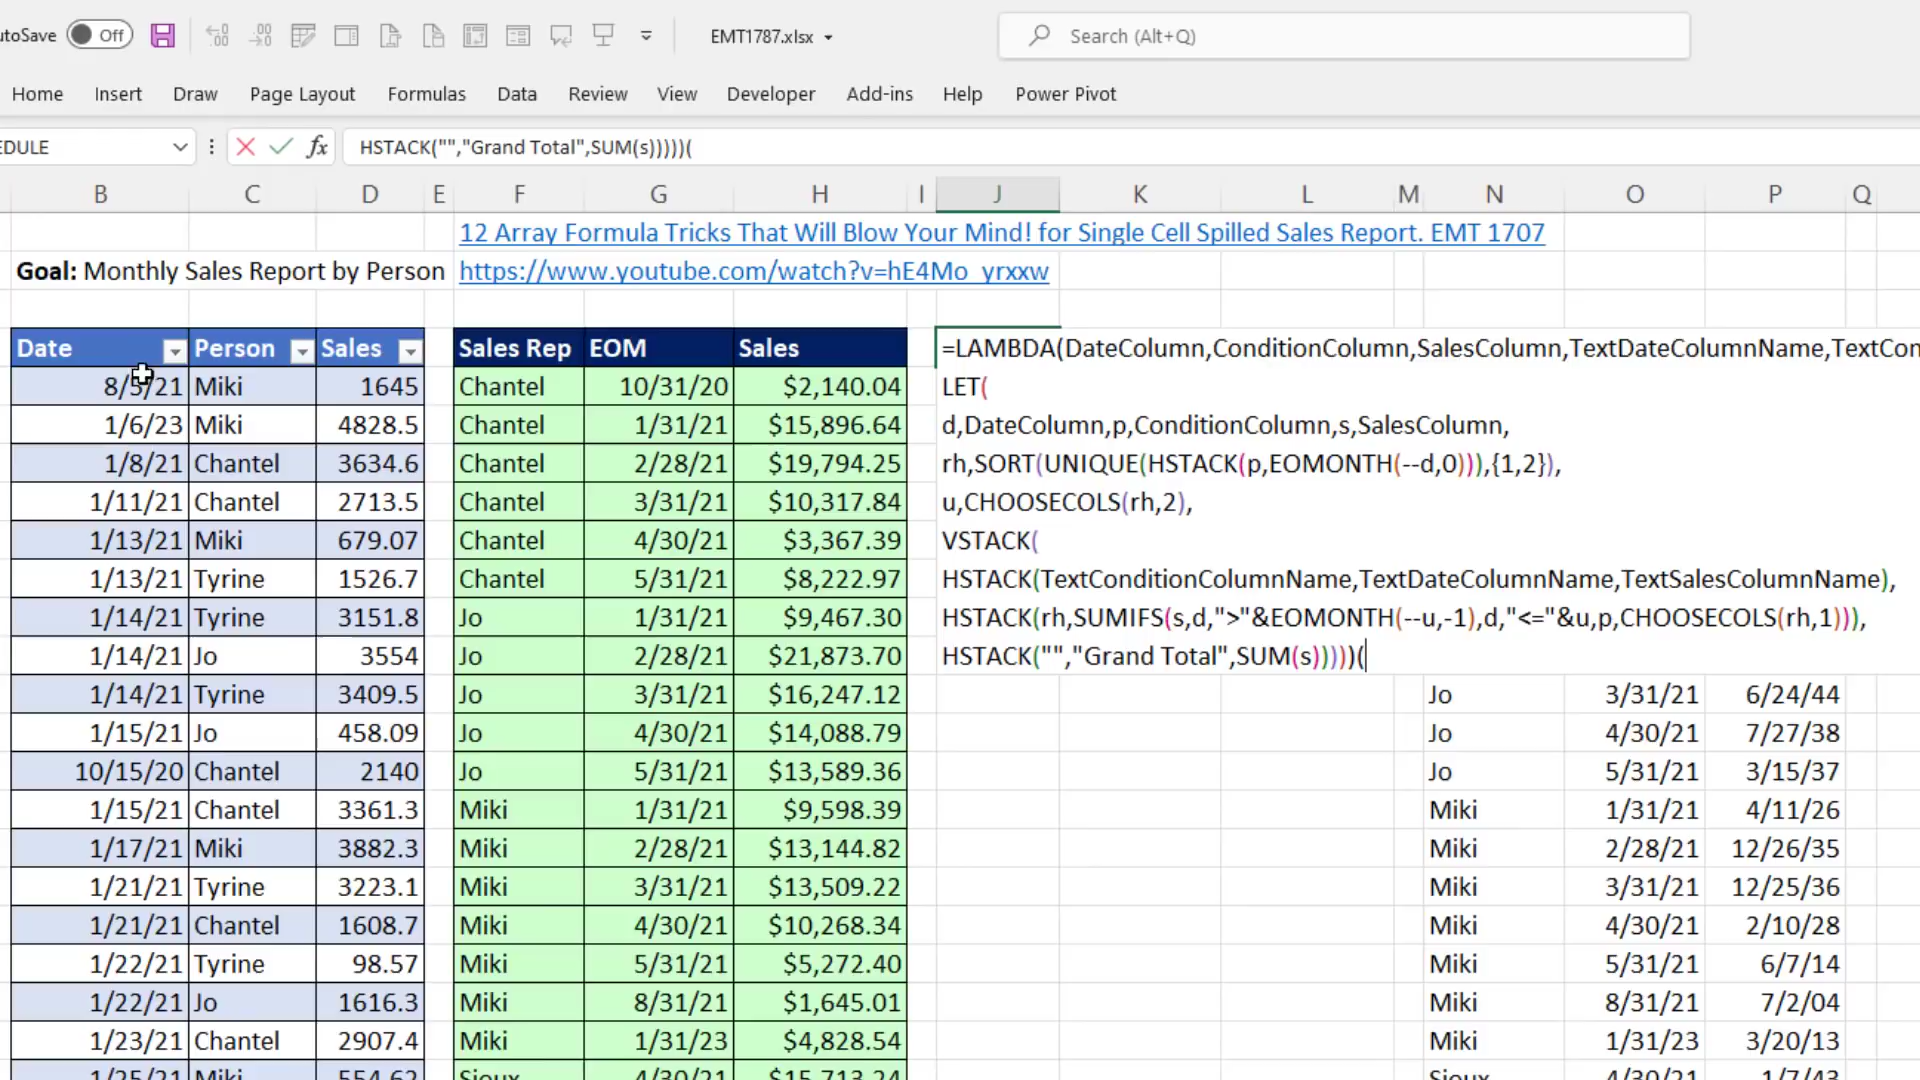 utoSave Off EMT1787.xlsx Search (Alt+Q)
Home Insert Draw Page Layout Formulas Data Review View Developer Add-ins Help Power Pivot
EDULE fx HSTACK("","Grand Total",SUM(s)))))(
B C D E F G H I J K L M N O P Q
12 Array Formula Tricks That Will Blow Your Mind! for Single Cell Spilled Sales Report. EMT 1707
Goal: Monthly Sales Report by Person https://www.youtube.com/watch?v=hE4Mo_yrxxw
Date Person Sales Sales Rep EOM Sales =LAMBDA(DateColumn,ConditionColumn,SalesColumn,TextDateColumnName,TextCon
8/5/21 Miki 1645 Chantel 10/31/20 $2,140.04 LET(
1/6/23 Miki 4828.5 Chantel 1/31/21 $15,896.64 d,DateColumn,p,ConditionColumn,s,SalesColumn,
1/8/21 Chantel 3634.6 Chantel 2/28/21 $19,794.25 rh,SORT(UNIQUE(HSTACK(p,EOMONTH(--d,0))),{1,2}),
1/11/21 Chantel 2713.5 Chantel 3/31/21 $10,317.84 u,CHOOSECOLS(rh,2),
1/13/21 Miki 679.07 Chantel 4/30/21 $3,367.39 VSTACK(
1/13/21 Tyrine 1526.7 Chantel 5/31/21 $8,222.97 HSTACK(TextConditionColumnName,TextDateColumnName,TextSalesColumnName),
1/14/21 Tyrine 3151.8 Jo 1/31/21 $9,467.30 HSTACK(rh,SUMIFS(s,d,">"&EOMONTH(--u,-1),d,"<="&u,p,CHOOSECOLS(rh,1))),
1/14/21 Jo 3554 Jo 2/28/21 $21,873.70 HSTACK("","Grand Total",SUM(s)))))(
1/14/21 Tyrine 3409.5 Jo 3/31/21 $16,247.12 Jo 3/31/21 6/24/44
1/15/21 Jo 458.09 Jo 4/30/21 $14,088.79 Jo 4/30/21 7/27/38
10/15/20 Chantel 2140 Jo 5/31/21 $13,589.36 Jo 5/31/21 3/15/37
1/15/21 Chantel 3361.3 Miki 1/31/21 $9,598.39 Miki 1/31/21 4/11/26
1/17/21 Miki 3882.3 Miki 2/28/21 $13,144.82 Miki 2/28/21 12/26/35
1/21/21 Tyrine 3223.1 Miki 3/31/21 $13,509.22 Miki 3/31/21 12/25/36
1/21/21 Chantel 1608.7 Miki 4/30/21 $10,268.34 Miki 4/30/21 2/10/28
1/22/21 Tyrine 98.57 Miki 5/31/21 $5,272.40 Miki 5/31/21 6/7/14
1/22/21 Jo 1616.3 Miki 8/31/21 $1,645.01 Miki 8/31/21 7/2/04
1/23/21 Chantel 2907.4 Miki 1/31/23 $4,828.54 Miki 1/31/23 3/20/13
1/25/21 Miki 554.62 Sioux 4/30/21 $15,713.24 Sioux 4/30/21 1/7/43